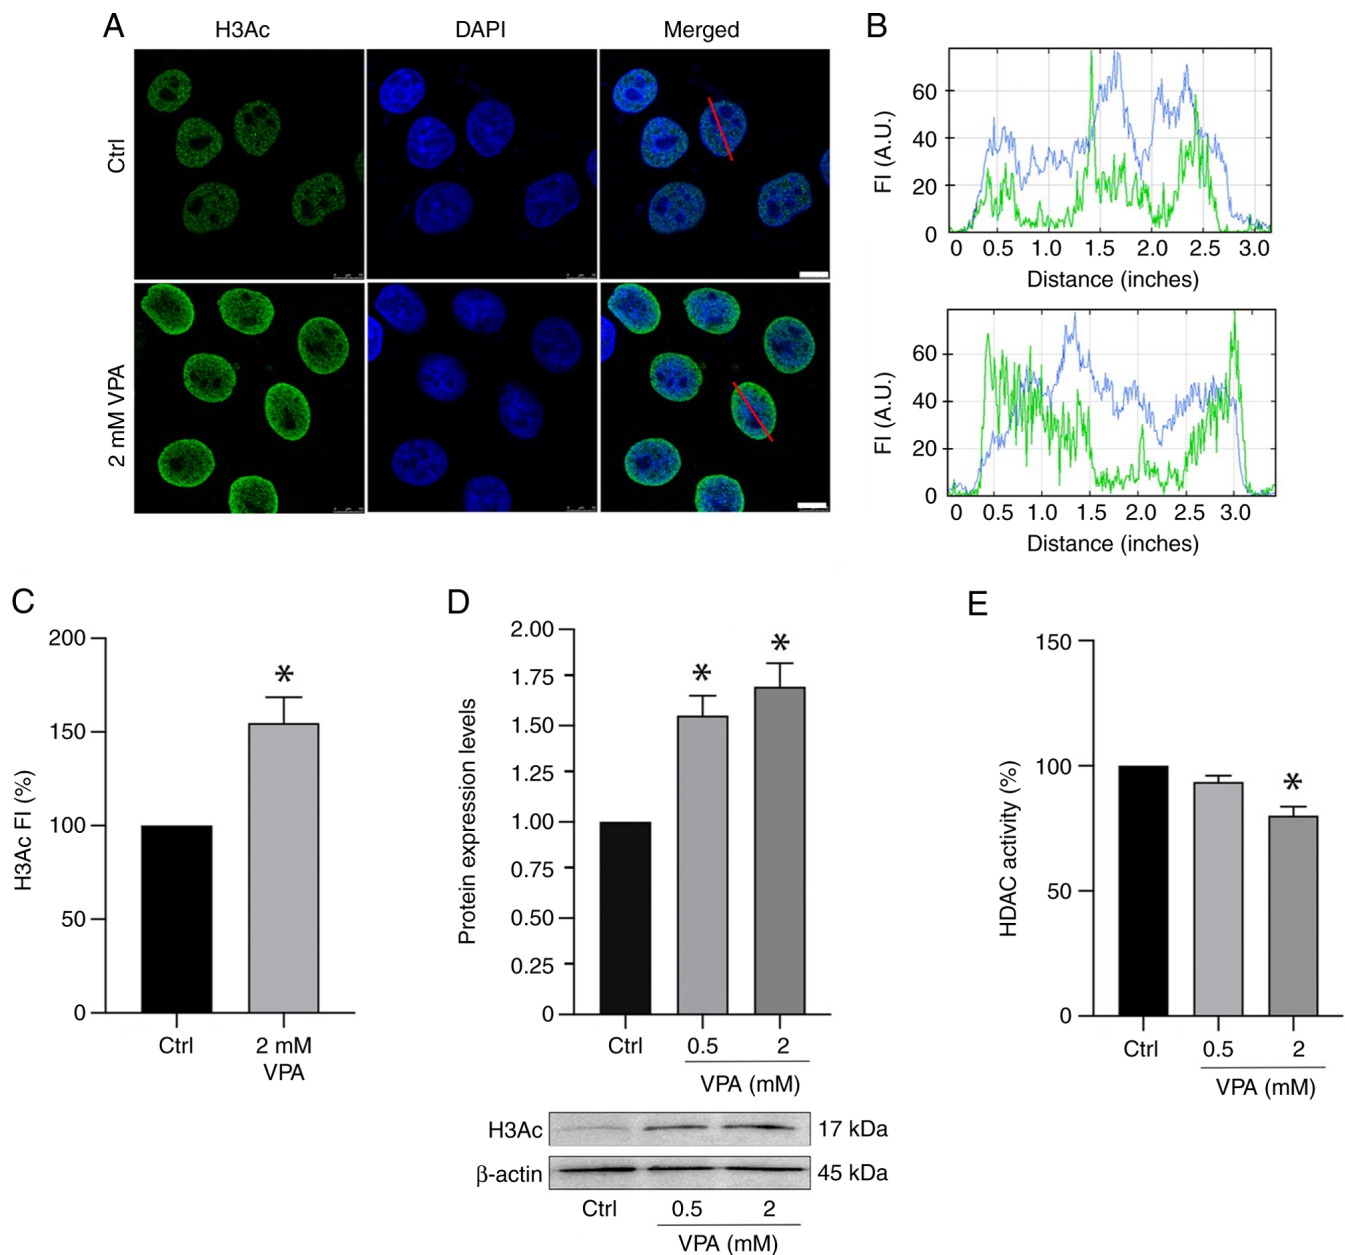 A
H3Ac
DAPI
Merged
Ctrl
2 mM VPA
B
FI (A.U.)
60
40
20
0
0 0.5 1.0 1.5 2.0 2.5 3.0
Distance (inches)
FI (A.U.)
60
40
20
0
0 0.5 1.0 1.5 2.0 2.5 3.0
Distance (inches)
C
H3Ac FI (%)
200
150
100
50
0
*
Ctrl
2 mM
VPA
D
Protein expression levels
2.00
1.75
1.50
1.25
1.00
0.75
0.50
0.25
0
*
*
Ctrl 0.5 2
VPA (mM)
H3Ac 17 kDa
β-actin 45 kDa
Ctrl 0.5 2
VPA (mM)
E
HDAC activity (%)
150
100
50
0
*
Ctrl 0.5 2
VPA (mM)